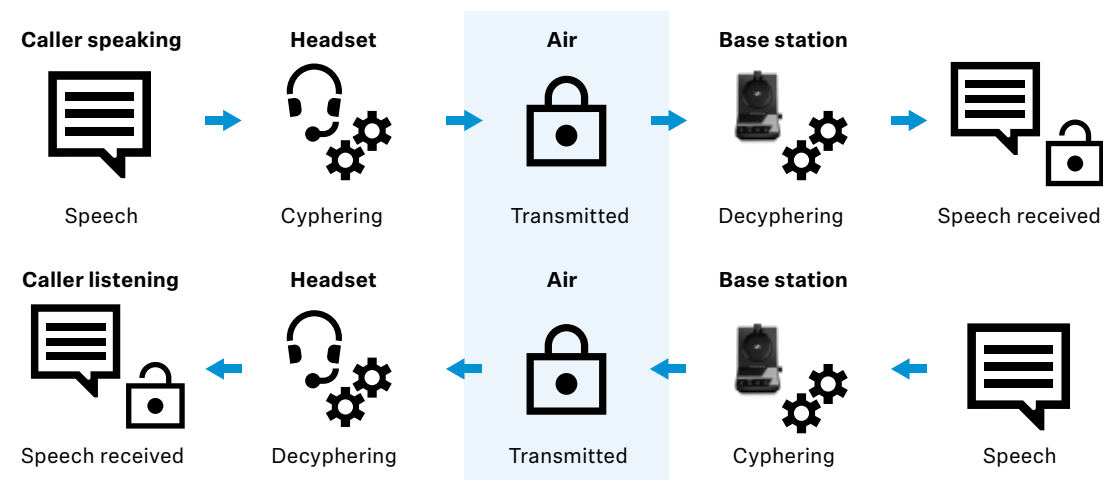 Caller speaking
Headset
Air
Base station
Speech
Cyphering
Transmitted
Decyphering
Speech received
Caller listening
Headset
Air
Base station
Speech received
Decyphering
Transmitted
Cyphering
Speech